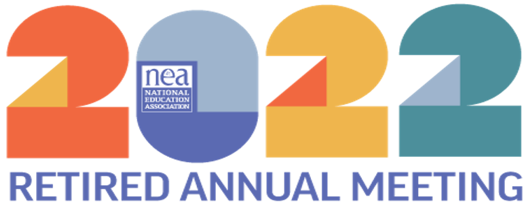 2022
nea
NATIONAL
EDUCATION
ASSOCIATION
RETIRED ANNUAL MEETING